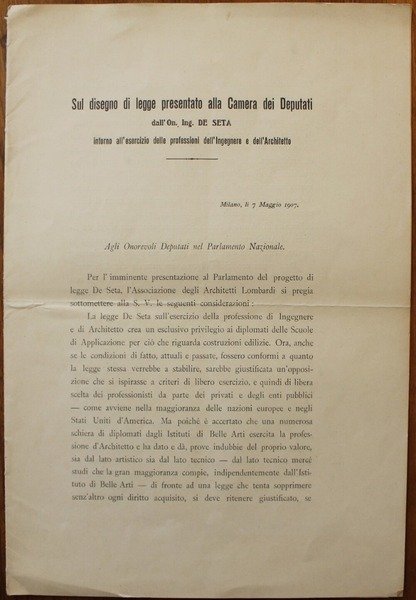 Sul disegno di legge presentato alla Camera dei Deputati
dall'On. Ing. DE SETA
intorno all'esercizio delle professioni dell'Ingegnere e dell'Architetto
Milano, li 7 Maggio 1907.
Agli Onorevoli Deputati nel Parlamento Nazionale.
Per l'imminente presentazione al Parlamento del progetto di
legge De Seta, l'Associazione degli Architetti Lombardi si pregia
sottomettere alla S. V. le seguenti considerazioni:
La legge De Seta sull'esercizio della professione di Ingegnere
e di Architetto crea un esclusivo privilegio ai diplomati delle Scuole
di Applicazione per ciò che riguarda costruzioni edilizie. Ora, anche
se le condizioni di fatto, attuali e passate, fossero conformi a quanto
la legge stessa verrebbe a stabilire, sarebbe giustificata un'opposi-
zione che si ispirasse a criteri di libero esercizio, e quindi di libera
scelta dei professionisti da parte dei privati e degli enti pubblici
— come avviene nella maggioranza delle nazioni europee e negli
Stati Uniti d'America. Ma poichè è accertato che una numerosa
schiera di diplomati dagli Istituti di Belle Arti esercita la profes-
sione d'Architetto e ha dato e dà, prove indubbie del proprio valore,
sia dal lato artistico sia dal lato tecnico — dal lato tecnico mercé
studi che la gran maggioranza compie, indipendentemente dall'Isti-
tuto di Belle Arti — di fronte ad una legge che tenta sopprimere
senz'altro ogni diritto acquisito, si deve ritenere giustificato, se